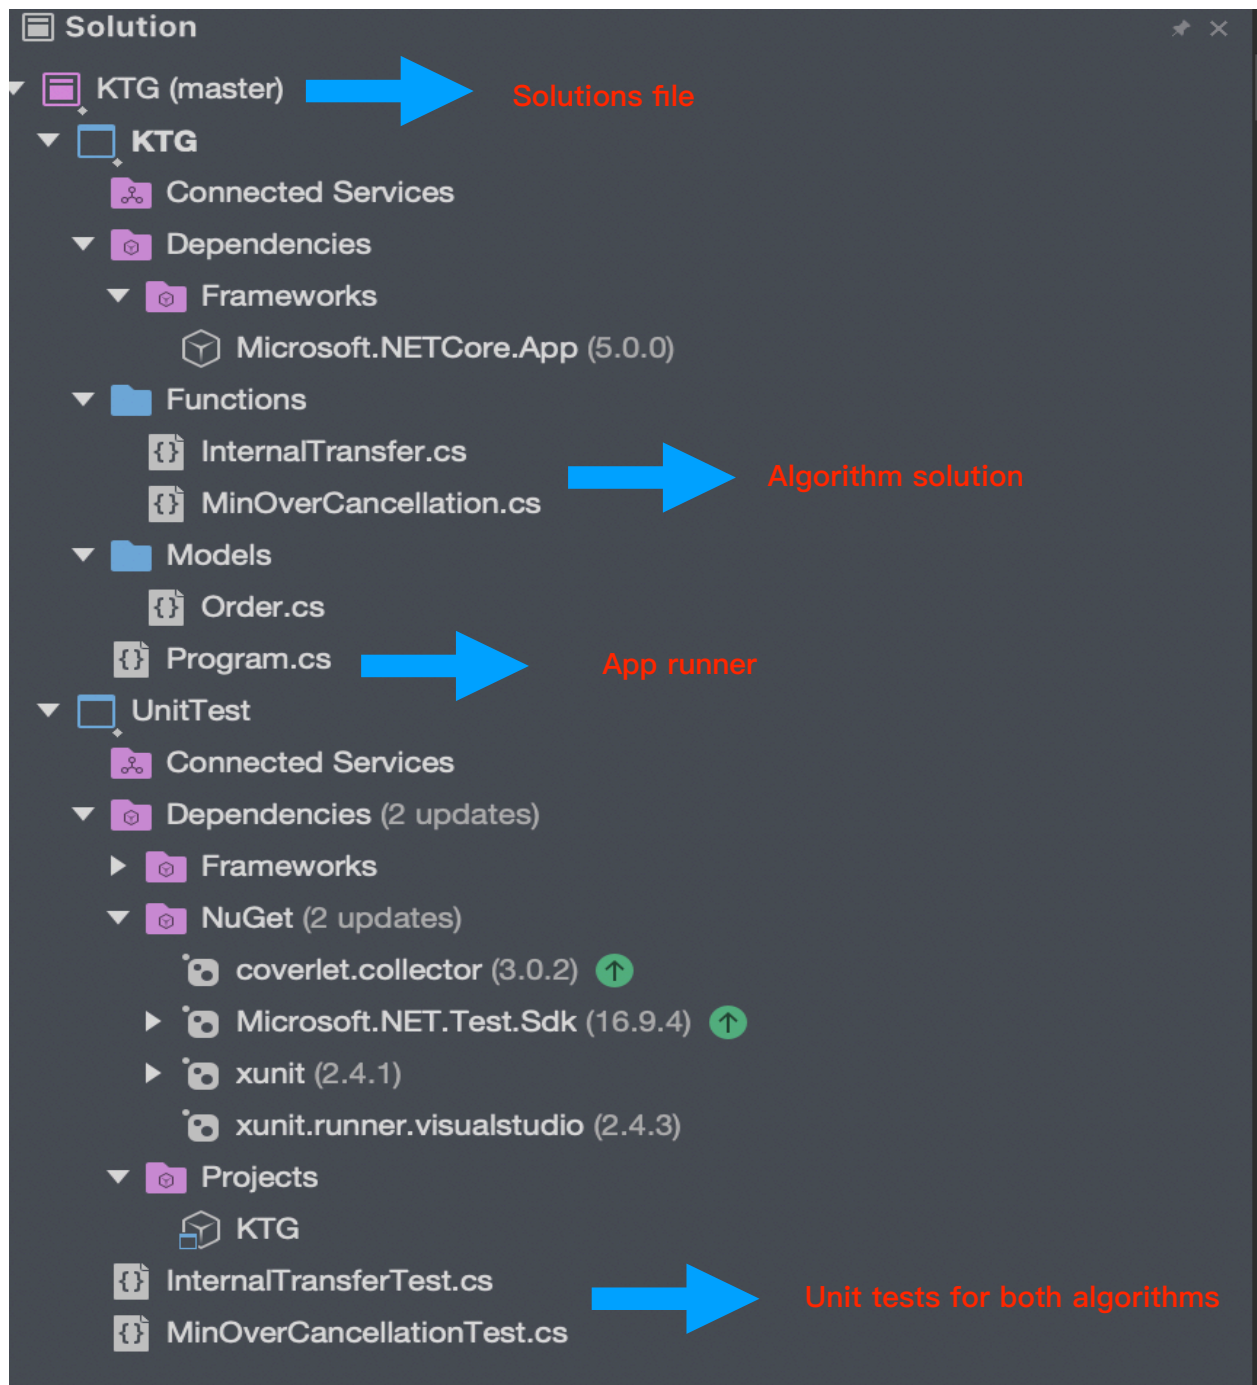 Solution
KTG (master) Solutions file
KTG
Connected Services
Dependencies
Frameworks
Microsoft.NETCore.App (5.0.0)
Functions
InternalTransfer.cs
Algorithm solution
MinOverCancellation.cs
Models
Order.cs
Program.cs App runner
UnitTest
Connected Services
Dependencies (2 updates)
Frameworks
NuGet (2 updates)
coverlet.collector (3.0.2)
Microsoft.NET.Test.Sdk (16.9.4)
xunit (2.4.1)
xunit.runner.visualstudio (2.4.3)
Projects
KTG
InternalTransferTest.cs
Unit tests for both algorithms
MinOverCancellationTest.cs